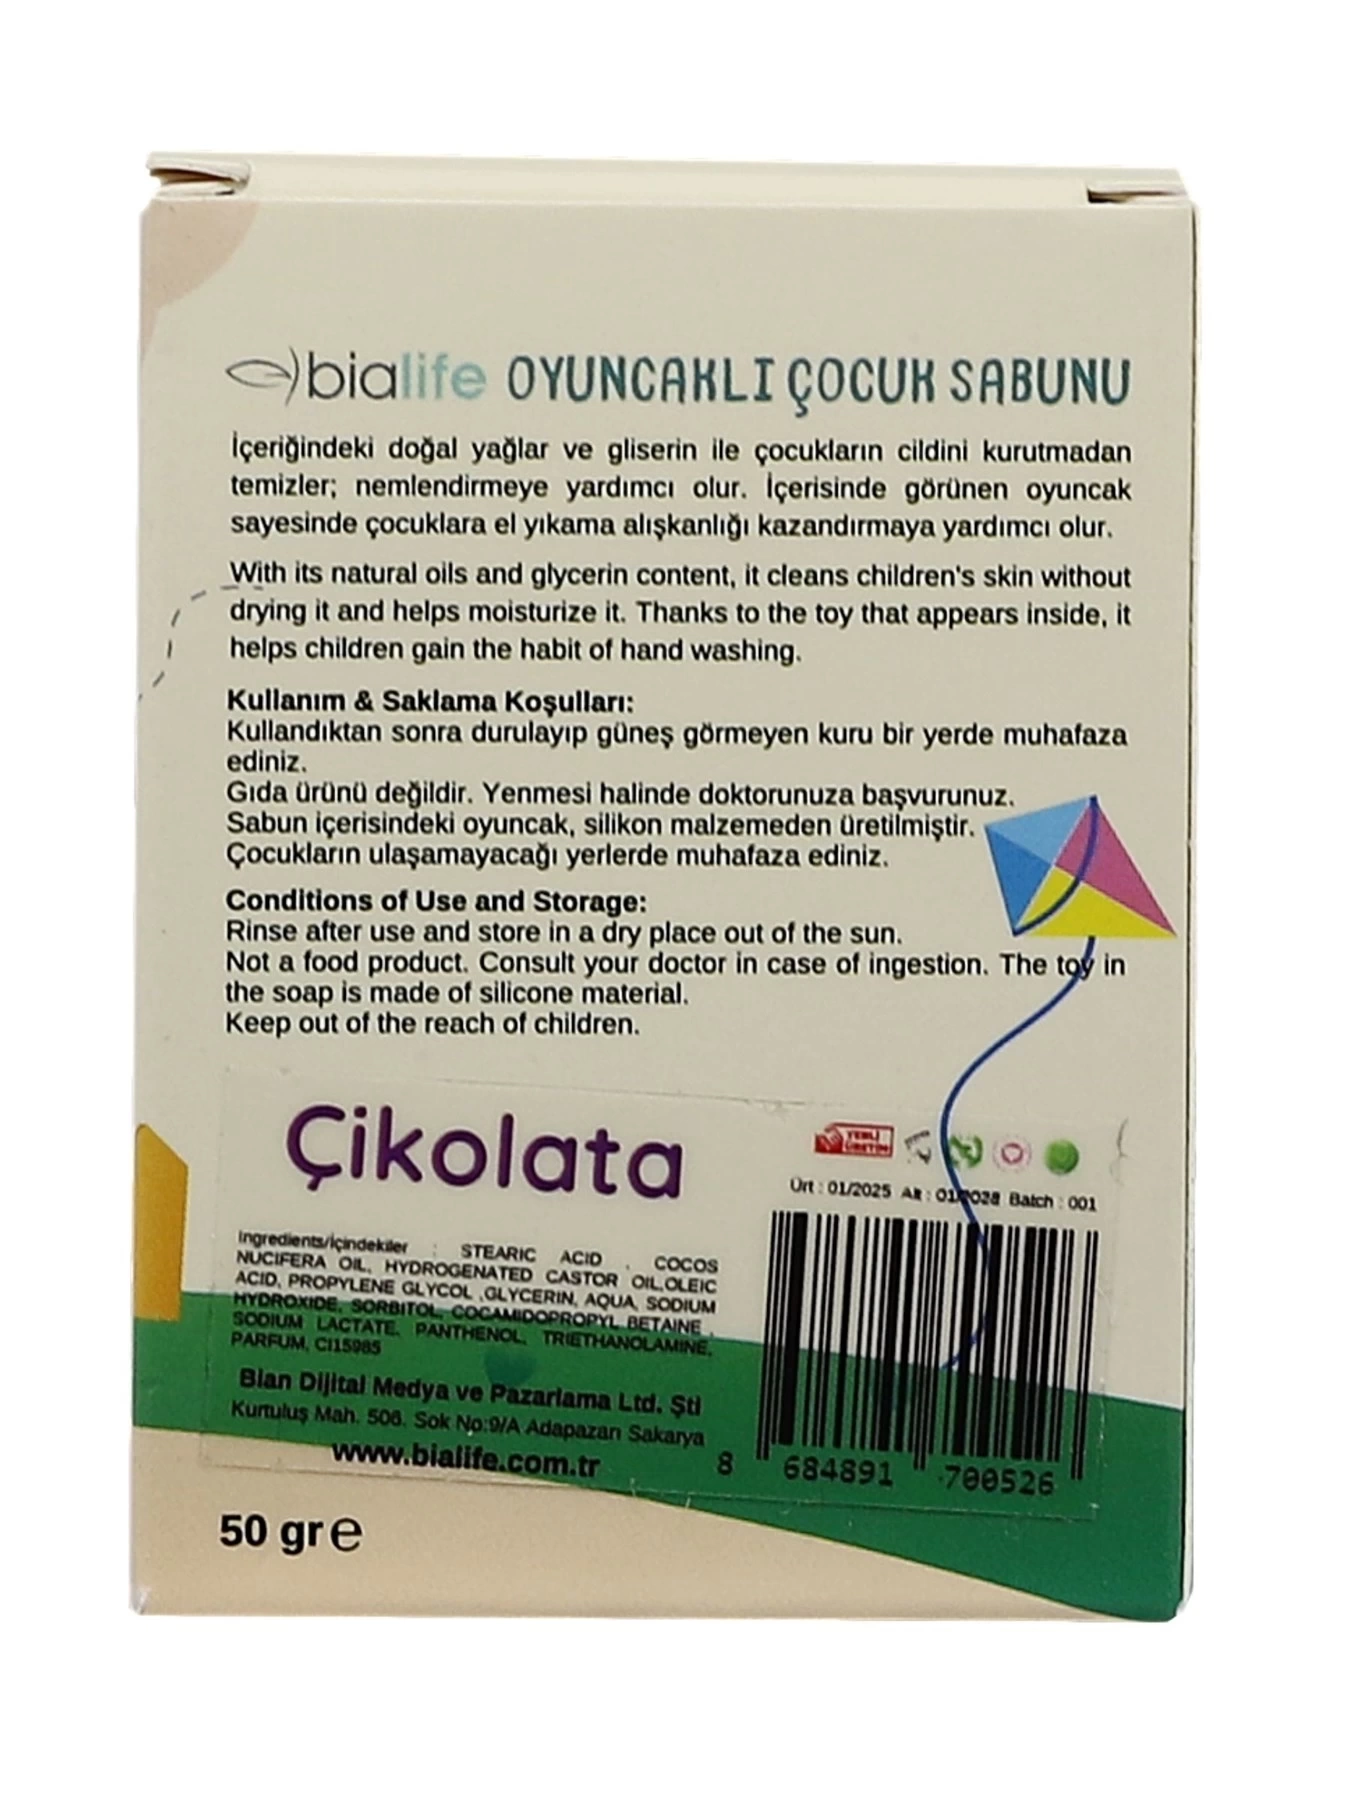 bialife OYUNCAKLI ÇOCUK SABUNU
İçeriğindeki doğal yağlar ve gliserin ile çocukların cildini kurutmadan
temizler; nemlendirmeye yardımcı olur. İçerisinde görünen oyuncak
sayesinde çocuklara el yıkama alışkanlığı kazandırmaya yardımcı olur.
With its natural oils and glycerin content, it cleans children's skin without
drying it and helps moisturize it. Thanks to the toy that appears inside, it
helps children gain the habit of hand washing.
Kullanım & Saklama Koşulları:
Kullandıktan sonra durulayıp güneş görmeyen kuru bir yerde muhafaza
ediniz.
Gıda ürünü değildir. Yenmesi halinde doktorunuza başvurunuz.
Sabun içerisindeki oyuncak, silikon malzemeden üretilmiştir.
Çocukların ulaşamayacağı yerlerde muhafaza ediniz.
Conditions of Use and Storage:
Rinse after use and store in a dry place out of the sun.
Not a food product. Consult your doctor in case of ingestion. The toy in
the soap is made of silicone material.
Keep out of the reach of children.
Çikolata
YERLİ
ÜRETİM
Ürt : 01/2025 Alt : 01/2028 Batch : 001
Ingredients/İçindekiler : STEARIC ACID , COCOS
NUCIFERA OIL, HYDROGENATED CASTOR OIL,OLEIC
ACID, PROPYLENE GLYCOL ,GLYCERIN, AQUA, SODIUM
HYDROXIDE, SORBITOL, COCAMIDOPROPYL BETAINE ,
SODIUM LACTATE, PANTHENOL, TRIETHANOLAMINE,
PARFUM, CI15985
Bian Dijital Medya ve Pazarlama Ltd. Şti
Kurtuluş Mah. 506. Sok No:9/A Adapazarı Sakarya
www.bialife.com.tr
8 684891 700526
50 gr e